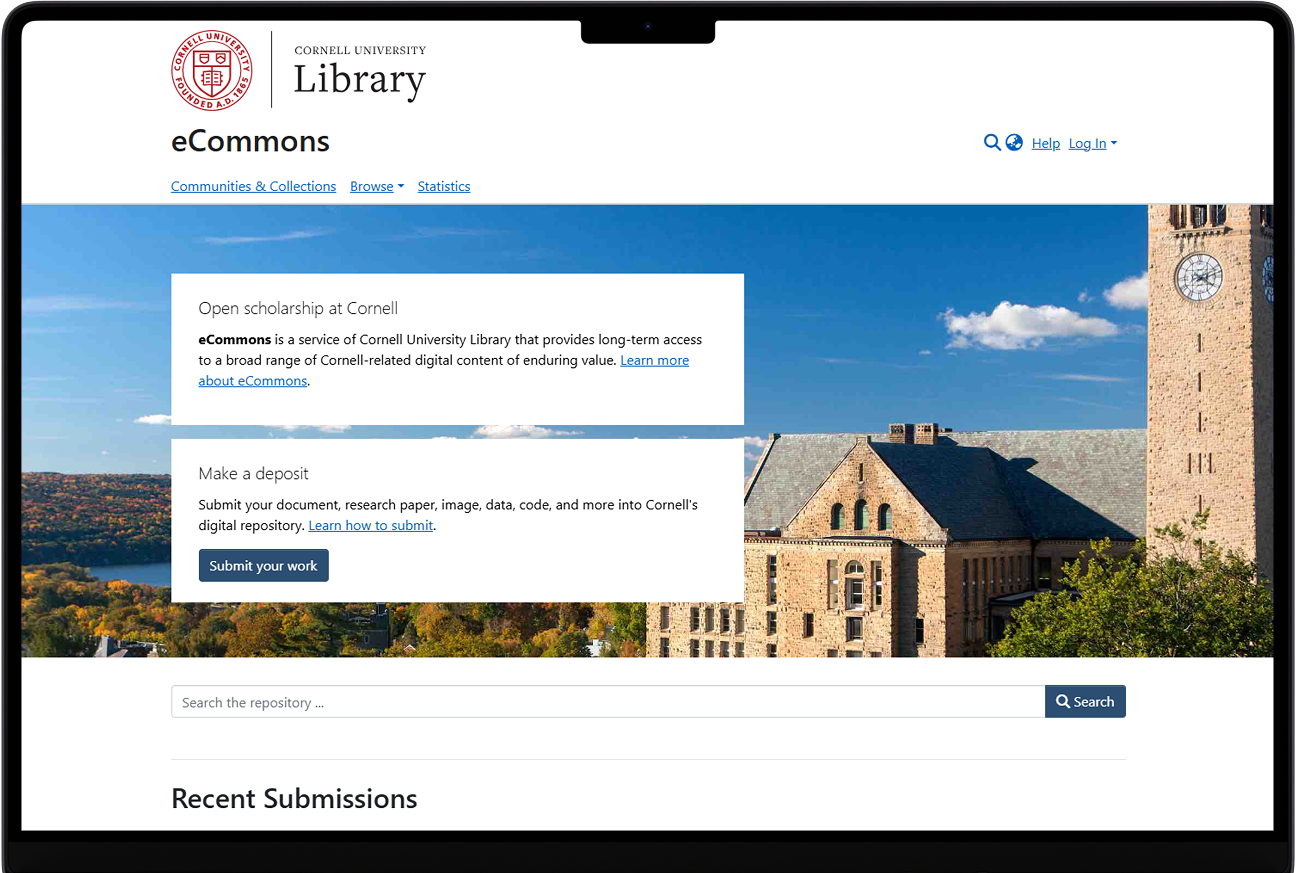 CORNELL UNIVERSITY
FOUNDED A.D. 1865
CORNELL UNIVERSITY
Library
eCommons
Help Log In
Communities & Collections Browse Statistics
Open scholarship at Cornell
eCommons is a service of Cornell University Library that provides long-term access
to a broad range of Cornell-related digital content of enduring value. Learn more
about eCommons.
Make a deposit
Submit your document, research paper, image, data, code, and more into Cornell's
digital repository. Learn how to submit.
Submit your work
Search the repository ...
Search
Recent Submissions